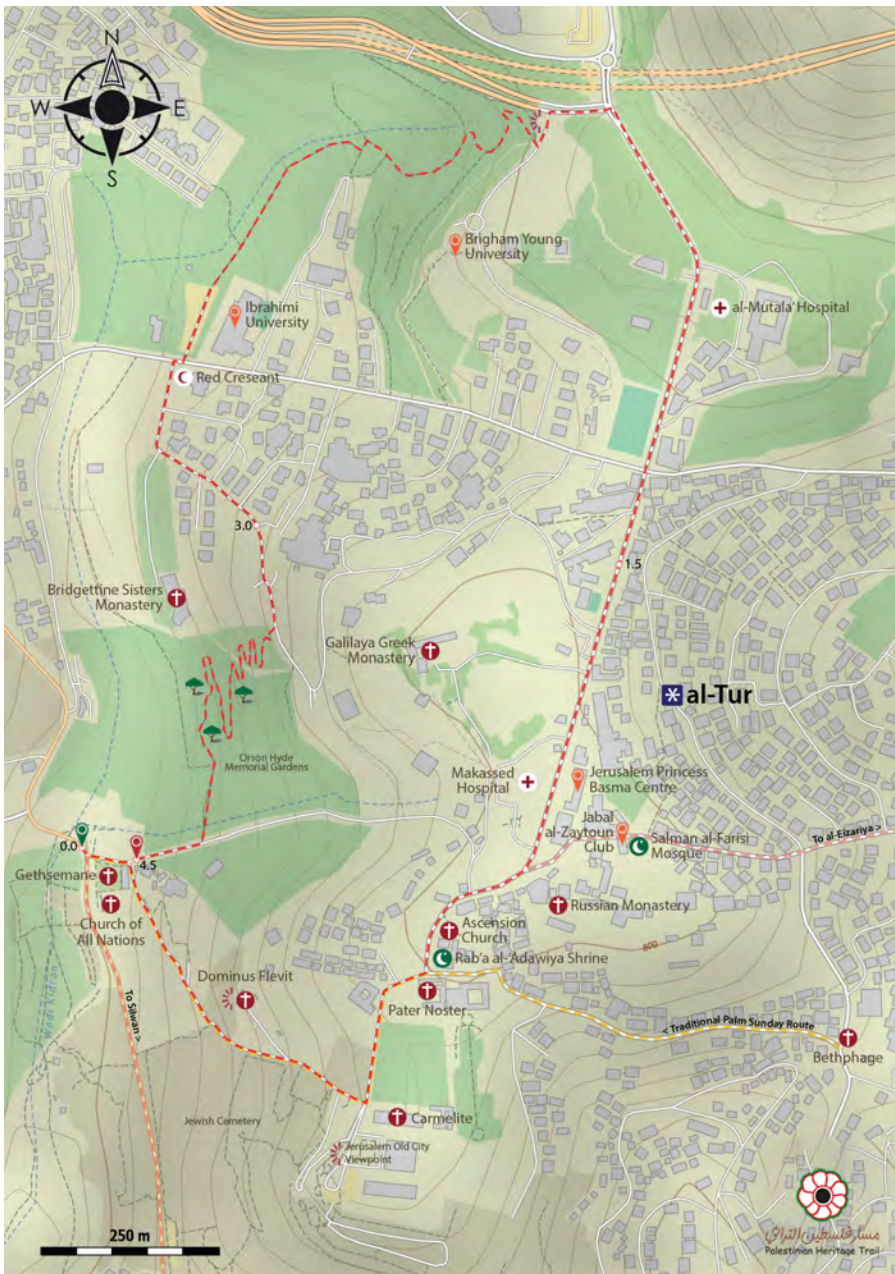 N
W
E
S
Brigham Young
University
al-Mutala' Hospital
Ibrahimi
University
Red Creseant
3.0
1.5
Bridgettine Sisters
Monastery
Galilaya Greek
Monastery
al-Tur
Orson Hyde
Memorial Gardens
Makassed
Hospital
Jerusalem Princess
Basma Centre
Jabal
al-Zaytoun
Club
Salman al-Farisi
Mosque
To al-Eizariya >
0.0
4.5
Gethsemane
Church of
All Nations
Russian Monastery
Ascension
Church
800
Rab'a al-'Adawiya Shrine
Dominus Flevit
Wadi Kidron
To Silwan >
Pater Noster
< Traditional Palm Sunday Route
Bethphage
Jewish Cemetery
Carmelite
Jerusalem Old City
Viewpoint
250 m
مسار فلسطين التراثي
Palestinian Heritage Trail